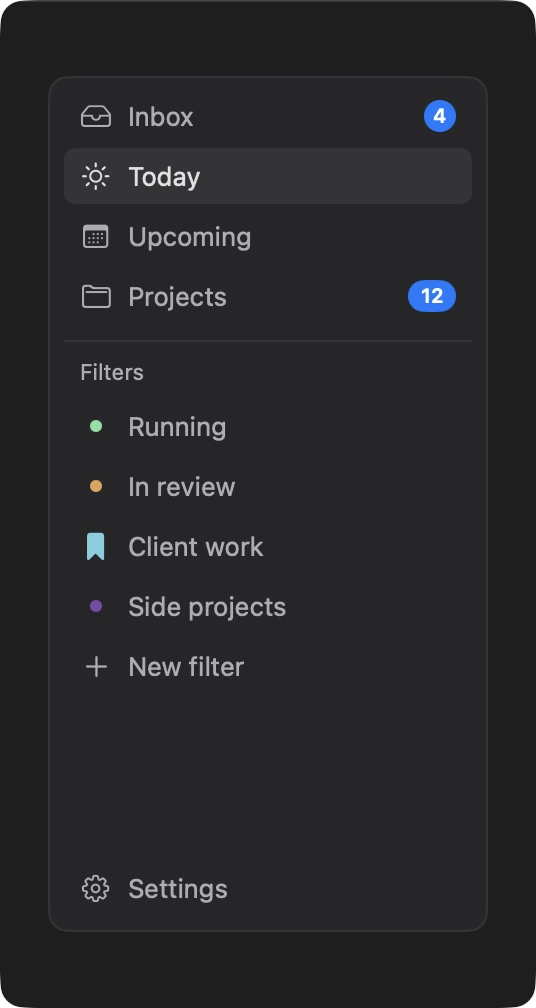 Inbox 4
Today
Upcoming
Projects 12
Filters
Running
In review
Client work
Side projects
New filter
Settings